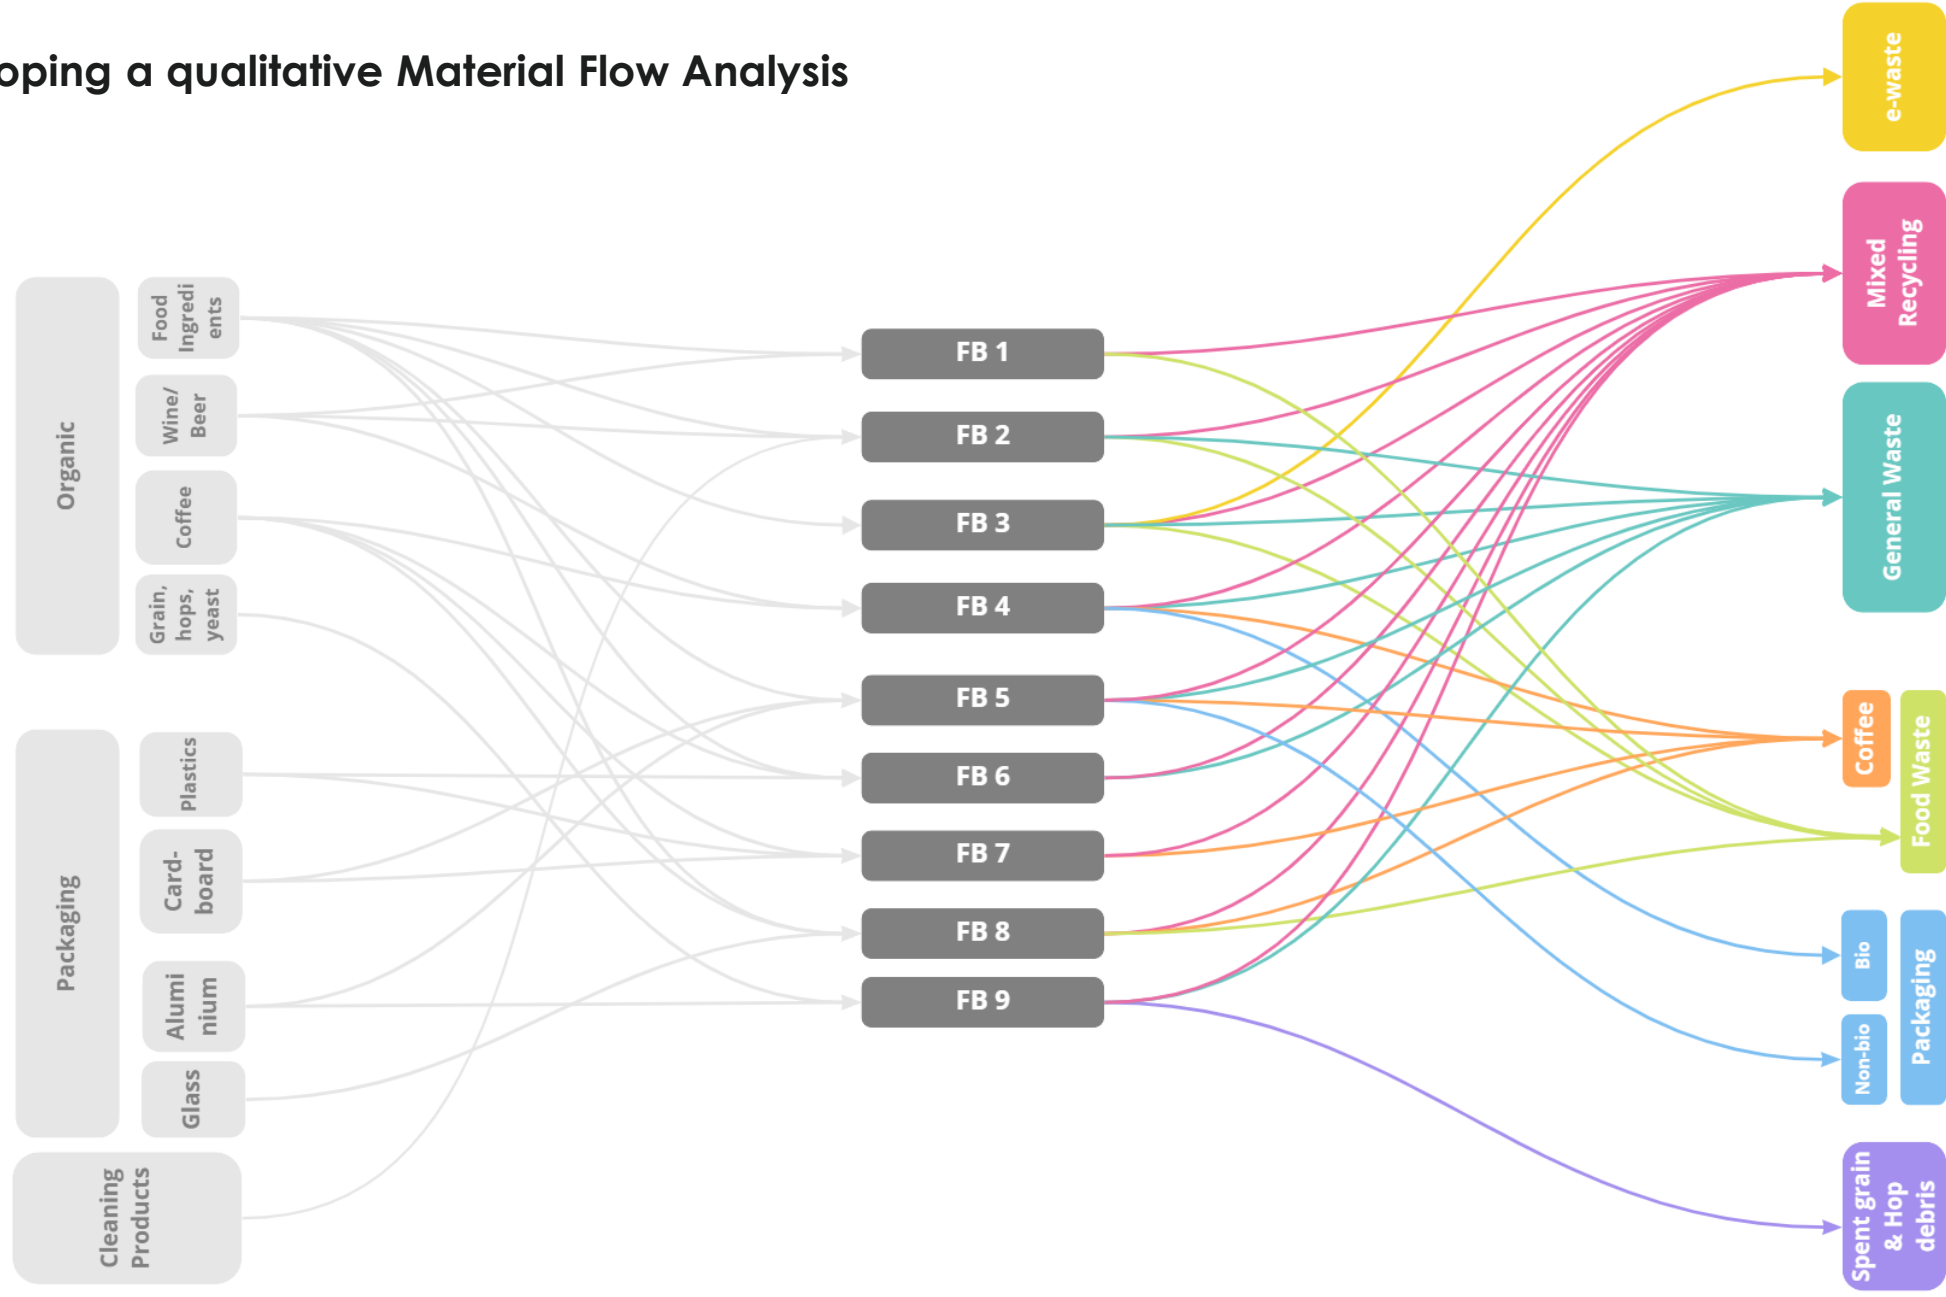 oping a qualitative Material Flow Analysis
Organic
Food
Ingredi
ents
Wine/
Beer
Coffee
Grain,
hops,
yeast
Packaging
Plastics
Card-
board
Alumi
nium
Glass
Cleaning
Products
FB 1
FB 2
FB 3
FB 4
FB 5
FB 6
FB 7
FB 8
FB 9
e-waste
Mixed
Recycling
General Waste
Coffee
Food Waste
Bio
Non-bio
Packaging
Spent grain
& Hop
debris